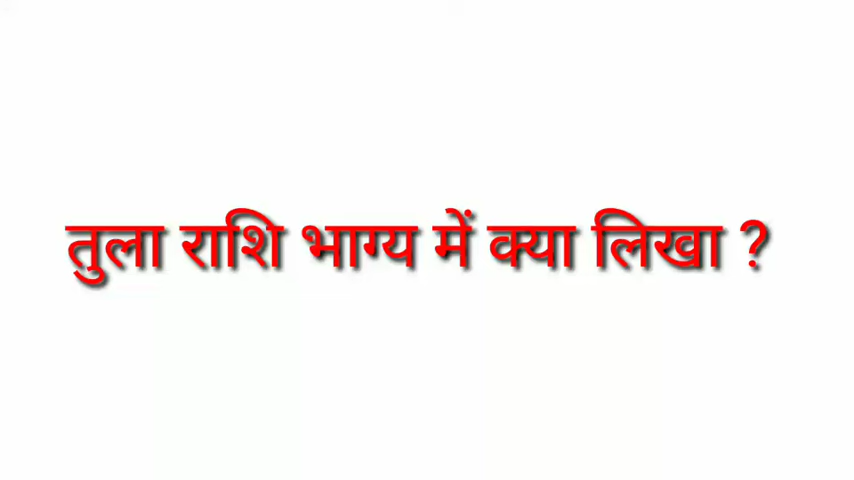 तुला राशि भाग्य में क्या लिखा ?